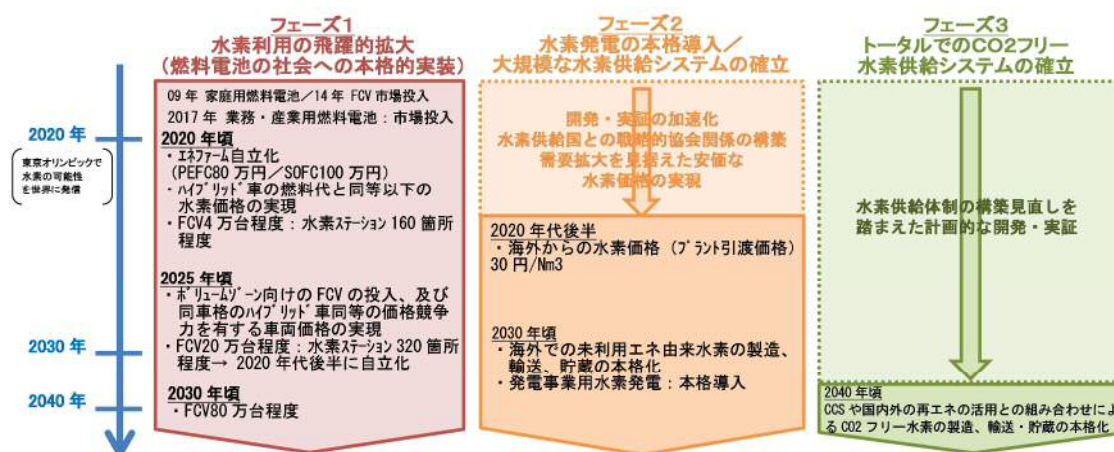 2020年
東京オリンピックで
水素の可能性
を世界に発信
2030年
2040年
フェーズ1
水素利用の飛躍的拡大
(燃料電池の社会への本格的実装)
09年 家庭用燃料電池/14年 FCV市場投入
2017年 業務・産業用燃料電池:市場投入
2020年頃
・エネファーム自立化
(PEFC80万円/SOFC100万円)
・ハイブリッド車の燃料代と同等以下の
水素価格の実現
・FCV4万台程度:水素ステーション160箇所
程度
2025年頃
・ボリュームゾーン向けのFCVの投入、及び
同車格のハイブリッド車同等の価格競争
力を有する車両価格の実現
・FCV20万台程度:水素ステーション320箇所
程度→ 2020年代後半に自立化
2030年頃
・FCV80万台程度
フェーズ2
水素発電の本格導入/
大規模な水素供給システムの確立
開発・実証の加速化
水素供給国との戦略的協会関係の構築
需要拡大を見据えた安価な
水素価格の実現
2020年代後半
・海外からの水素価格(プラント引渡価格)
30円/Nm3
2030年頃
・海外での未利用エネ由来水素の製造、
輸送、貯蔵の本格化
・発電事業用水素発電:本格導入
フェーズ3
トータルでのCO2フリー
水素供給システムの確立
水素供給体制の構築見直しを
踏まえた計画的な開発・実証
2040年頃
CCSや国内外の再エネの活用との組み合わせによ
るCO2フリー水素の製造、輸送・貯蔵の本格化